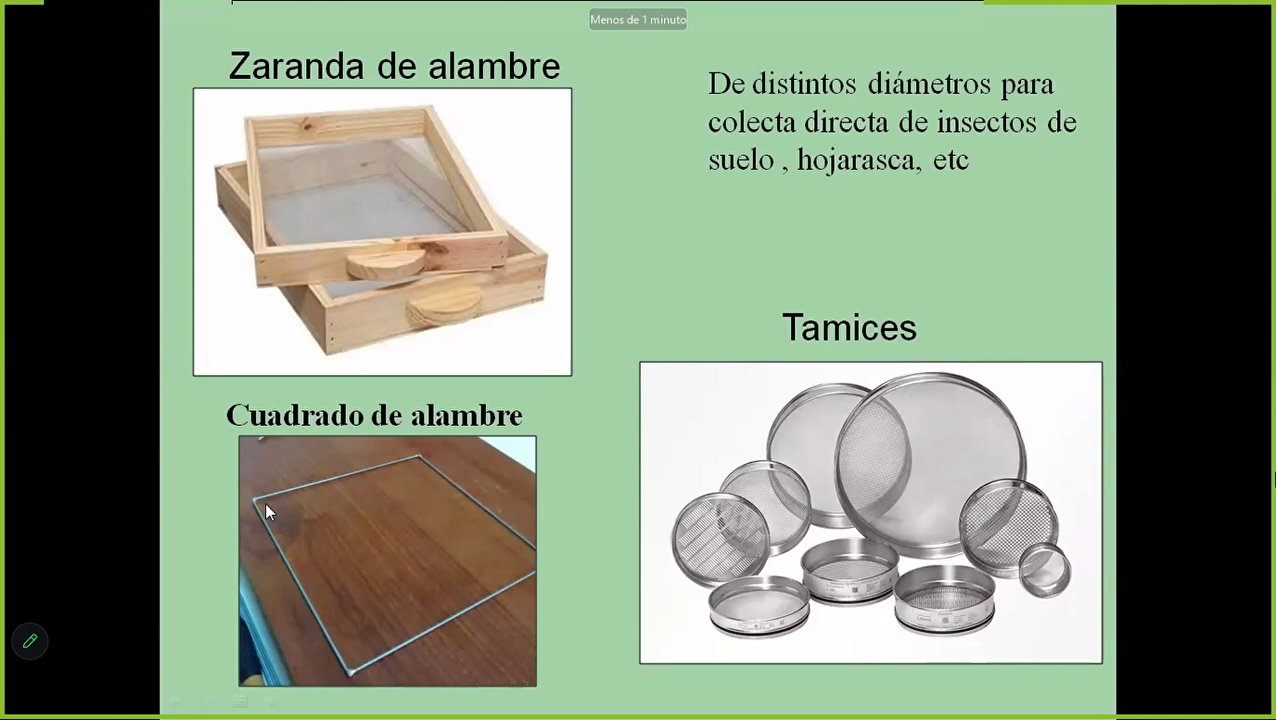 Menos de 1 minuto
Zaranda de alambre
De distintos diámetros para
colecta directa de insectos de
suelo , hojarasca, etc
Tamices
Cuadrado de alambre